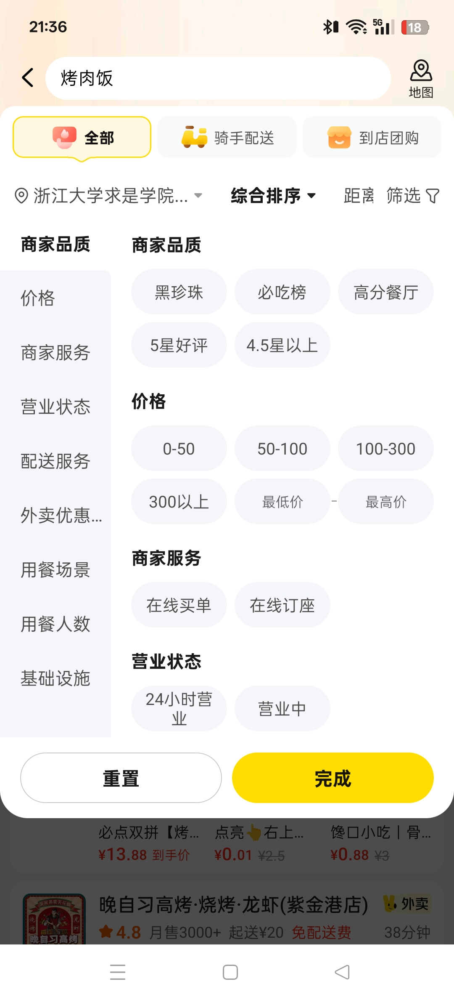 21:36
5G
18
烤肉饭
地图
全部
骑手配送
到店团购
浙江大学求是学院...
综合排序
距离
筛选
商家品质
价格
商家服务
营业状态
配送服务
外卖优惠...
用餐场景
用餐人数
基础设施
商家品质
黑珍珠
必吃榜
高分餐厅
5星好评
4.5星以上
价格
0-50
50-100
100-300
300以上
最低价
-
最高价
商家服务
在线买单
在线订座
营业状态
24小时营
业
营业中
重置
完成
必点双拼【烤...
点亮👆右上...
馋口小吃｜骨...
¥13.88 到手价
¥0.01 ¥2.5
¥0.88 ¥3
晚自习高烤·烧烤·龙虾(紫金港店)
外卖
4.8 月售3000+ 起送¥20 免配送费
38分钟
烧烤
龙虾
晚自习高烤